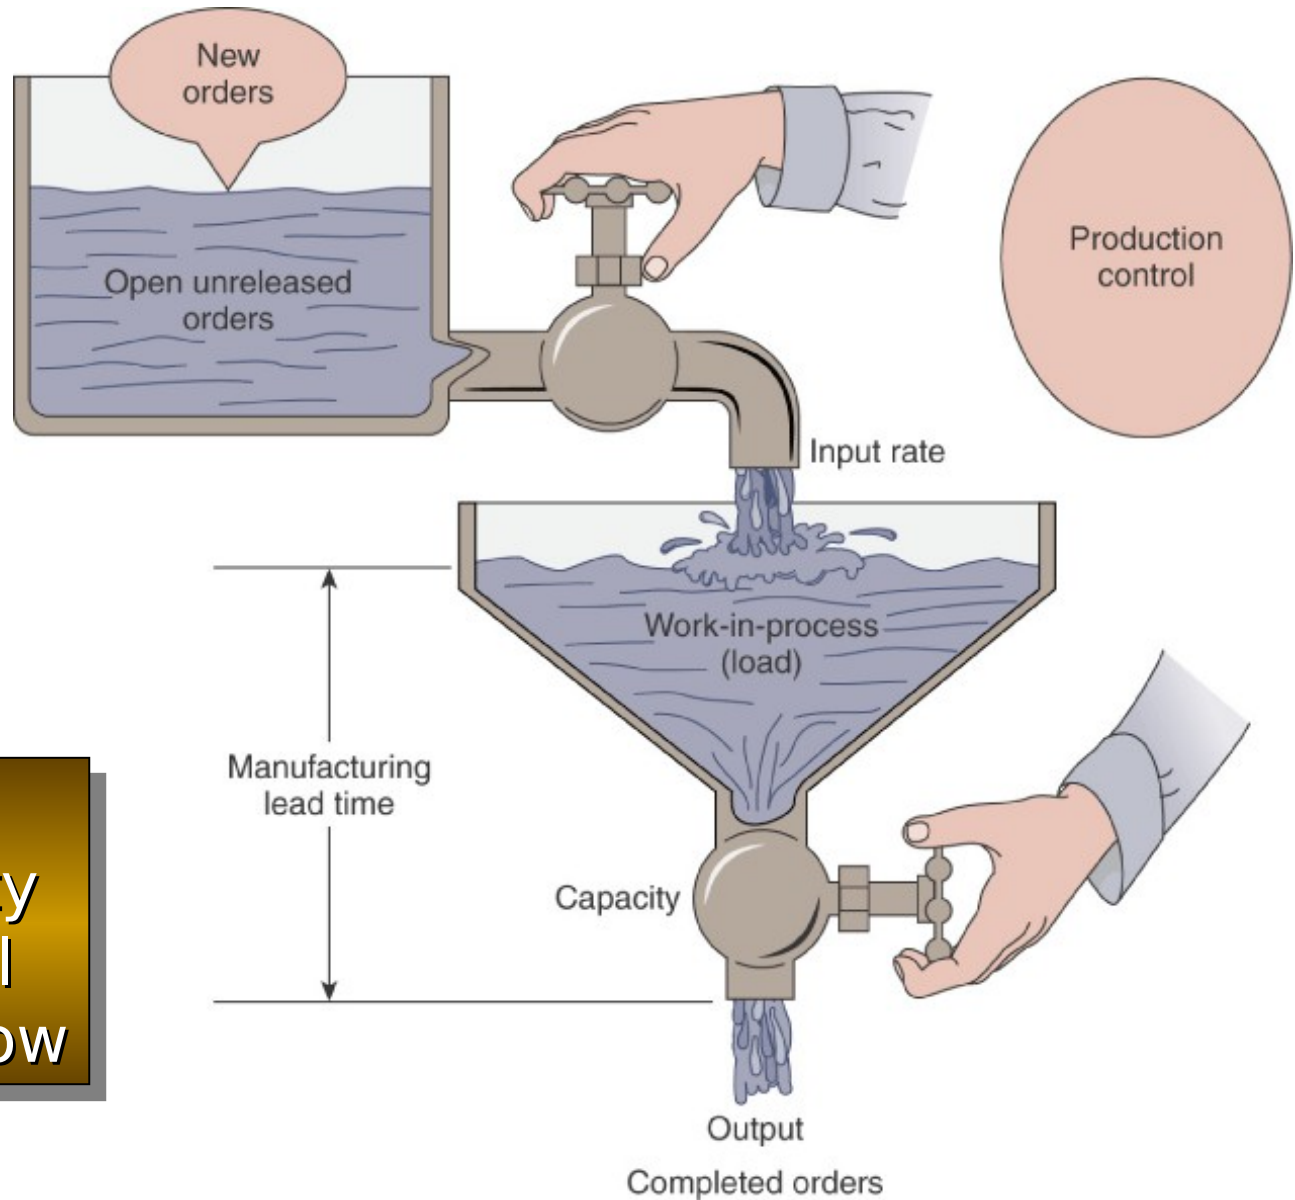 New
orders
Production
control
Open unreleased
orders
Input rate
Work-in-process
(load)
Manufacturing
lead time
Capacity
Output
Completed orders